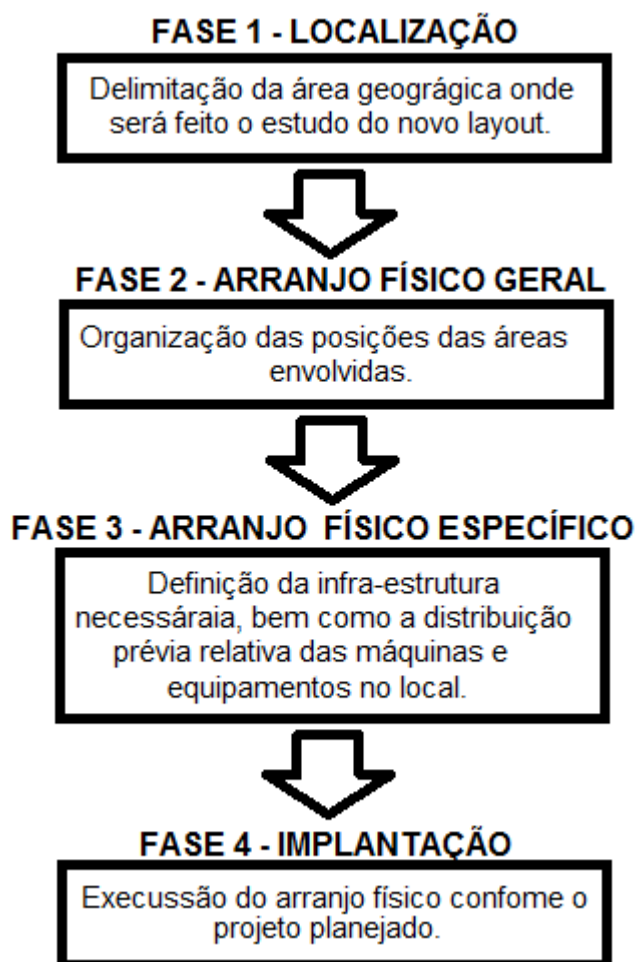 FASE 1 - LOCALIZAÇÃO
Delimitação da área geográgica onde
será feito o estudo do novo layout.
FASE 2 - ARRANJO FÍSICO GERAL
Organização das posições das áreas
envolvidas.
FASE 3 - ARRANJO FÍSICO ESPECÍFICO
Definição da infra-estrutura
necessáraia, bem como a distribuição
prévia relativa das máquinas e
equipamentos no local.
FASE 4 - IMPLANTAÇÃO
Execussão do arranjo físico confome o
projeto planejado.